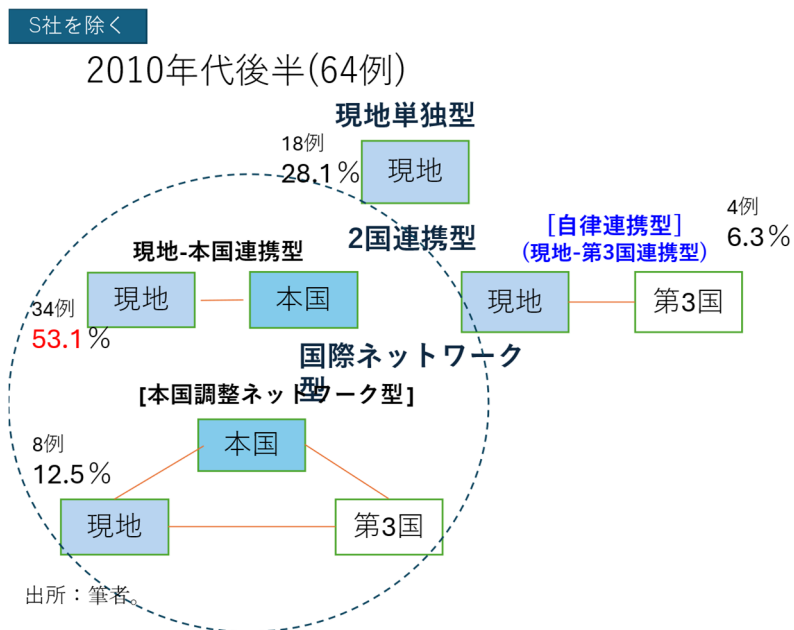 S社を除く
2010年代後半(64例)
現地単独型
18例
28.1％
現地
2国連携型
[自律連携型]
(現地-第3国連携型)
4例
6.3％
現地-本国連携型
現地
本国
34例
53.1％
現地
第3国
国際ネットワーク
型
[本国調整ネットワーク型]
本国
8例
12.5％
現地
第3国
出所：筆者。